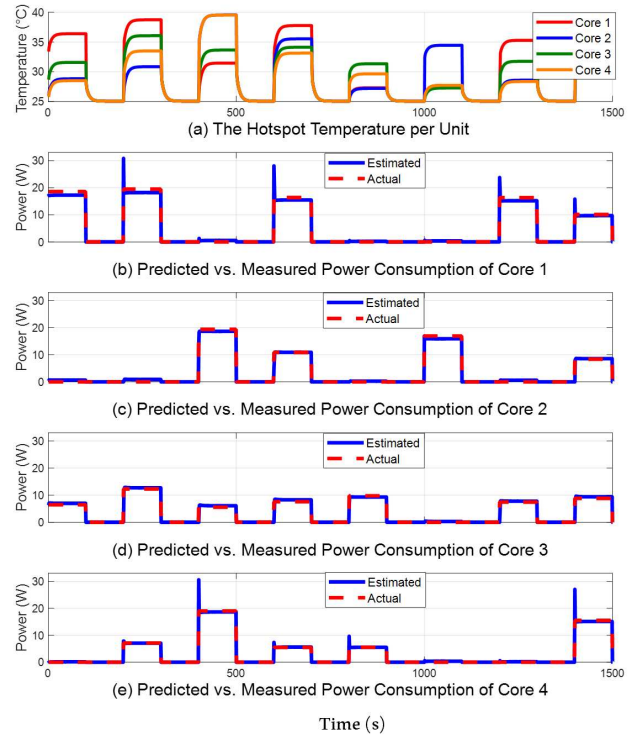 Temperature (°C)
40
35
30
25
0
500
1000
1500
Core 1
Core 2
Core 3
Core 4
(a) The Hotspot Temperature per Unit
Power (W)
30
20
10
0
Estimated
Actual
(b) Predicted vs. Measured Power Consumption of Core 1
Power (W)
30
20
10
0
Estimated
Actual
(c) Predicted vs. Measured Power Consumption of Core 2
Power (W)
30
20
10
0
Estimated
Actual
(d) Predicted vs. Measured Power Consumption of Core 3
Power (W)
30
20
10
0
Estimated
Actual
0
500
1000
1500
(e) Predicted vs. Measured Power Consumption of Core 4
Time (s)